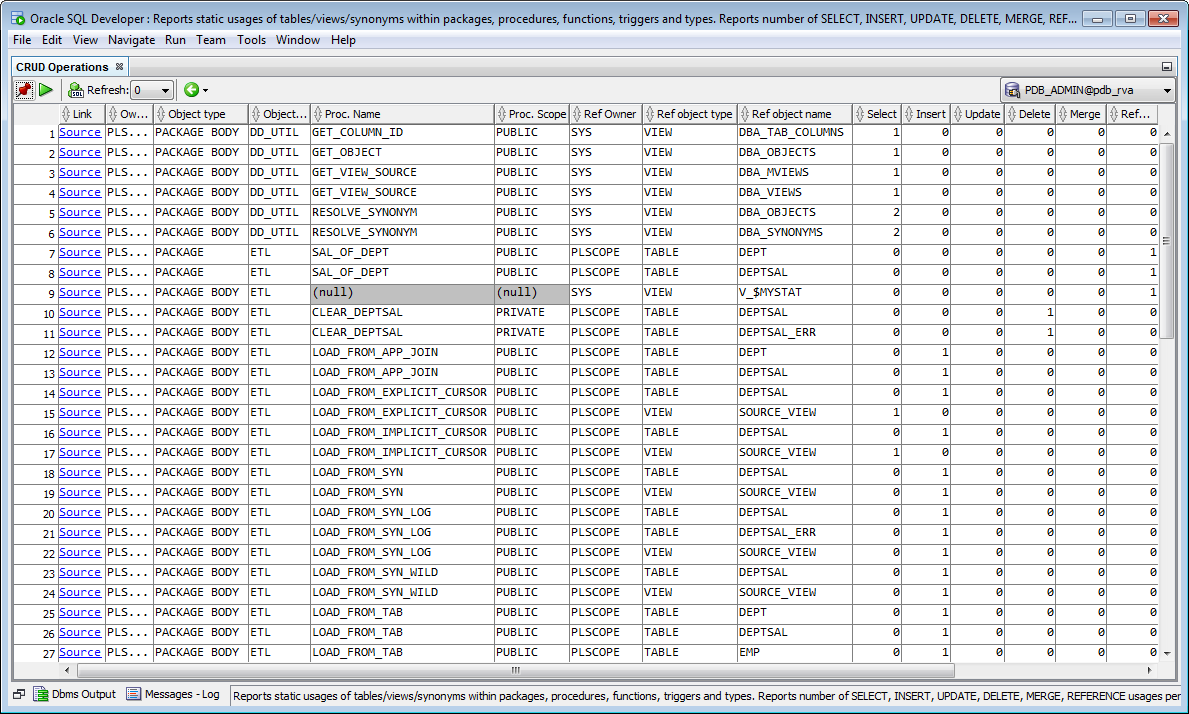 Oracle SQL Developer : Reports static usages of tables/views/synonyms within packages, procedures, functions, triggers and types. Reports number of SELECT, INSERT, UPDATE, DELETE, MERGE, REF...
File Edit View Navigate Run Team Tools Window Help
CRUD Operations
SQL Refresh: 0 PDB_ADMIN@pdb_rva
Link Ow... Object type Object... Proc. Name Proc. Scope Ref Owner Ref object type Ref object name Select Insert Update Delete Merge Ref...
1 Source PLS... PACKAGE BODY DD_UTIL GET_COLUMN_ID PUBLIC SYS VIEW DBA_TAB_COLUMNS 1 0 0 0 0 0
2 Source PLS... PACKAGE BODY DD_UTIL GET_OBJECT PUBLIC SYS VIEW DBA_OBJECTS 1 0 0 0 0 0
3 Source PLS... PACKAGE BODY DD_UTIL GET_VIEW_SOURCE PUBLIC SYS VIEW DBA_MVIEWS 1 0 0 0 0 0
4 Source PLS... PACKAGE BODY DD_UTIL GET_VIEW_SOURCE PUBLIC SYS VIEW DBA_VIEWS 1 0 0 0 0 0
5 Source PLS... PACKAGE BODY DD_UTIL RESOLVE_SYNONYM PUBLIC SYS VIEW DBA_OBJECTS 2 0 0 0 0 0
6 Source PLS... PACKAGE BODY DD_UTIL RESOLVE_SYNONYM PUBLIC SYS VIEW DBA_SYNONYMS 2 0 0 0 0 0
7 Source PLS... PACKAGE ETL SAL_OF_DEPT PUBLIC PLSCOPE TABLE DEPT 0 0 0 0 0 1
8 Source PLS... PACKAGE ETL SAL_OF_DEPT PUBLIC PLSCOPE TABLE DEPTSAL 0 0 0 0 0 1
9 Source PLS... PACKAGE BODY ETL (null) (null) SYS VIEW V_$MYSTAT 0 0 0 0 0 1
10 Source PLS... PACKAGE BODY ETL CLEAR_DEPTSAL PRIVATE PLSCOPE TABLE DEPTSAL 0 0 0 1 0 0
11 Source PLS... PACKAGE BODY ETL CLEAR_DEPTSAL PRIVATE PLSCOPE TABLE DEPTSAL_ERR 0 0 0 1 0 0
12 Source PLS... PACKAGE BODY ETL LOAD_FROM_APP_JOIN PUBLIC PLSCOPE TABLE DEPT 0 1 0 0 0 0
13 Source PLS... PACKAGE BODY ETL LOAD_FROM_APP_JOIN PUBLIC PLSCOPE TABLE DEPTSAL 0 1 0 0 0 0
14 Source PLS... PACKAGE BODY ETL LOAD_FROM_EXPLICIT_CURSOR PUBLIC PLSCOPE TABLE DEPTSAL 0 1 0 0 0 0
15 Source PLS... PACKAGE BODY ETL LOAD_FROM_EXPLICIT_CURSOR PUBLIC PLSCOPE VIEW SOURCE_VIEW 1 0 0 0 0 0
16 Source PLS... PACKAGE BODY ETL LOAD_FROM_IMPLICIT_CURSOR PUBLIC PLSCOPE TABLE DEPTSAL 0 1 0 0 0 0
17 Source PLS... PACKAGE BODY ETL LOAD_FROM_IMPLICIT_CURSOR PUBLIC PLSCOPE VIEW SOURCE_VIEW 1 0 0 0 0 0
18 Source PLS... PACKAGE BODY ETL LOAD_FROM_SYN PUBLIC PLSCOPE TABLE DEPTSAL 0 1 0 0 0 0
19 Source PLS... PACKAGE BODY ETL LOAD_FROM_SYN PUBLIC PLSCOPE VIEW SOURCE_VIEW 0 1 0 0 0 0
20 Source PLS... PACKAGE BODY ETL LOAD_FROM_SYN_LOG PUBLIC PLSCOPE TABLE DEPTSAL 0 1 0 0 0 0
21 Source PLS... PACKAGE BODY ETL LOAD_FROM_SYN_LOG PUBLIC PLSCOPE TABLE DEPTSAL_ERR 0 1 0 0 0 0
22 Source PLS... PACKAGE BODY ETL LOAD_FROM_SYN_LOG PUBLIC PLSCOPE VIEW SOURCE_VIEW 0 1 0 0 0 0
23 Source PLS... PACKAGE BODY ETL LOAD_FROM_SYN_WILD PUBLIC PLSCOPE TABLE DEPTSAL 0 1 0 0 0 0
24 Source PLS... PACKAGE BODY ETL LOAD_FROM_SYN_WILD PUBLIC PLSCOPE VIEW SOURCE_VIEW 0 1 0 0 0 0
25 Source PLS... PACKAGE BODY ETL LOAD_FROM_TAB PUBLIC PLSCOPE TABLE DEPT 0 1 0 0 0 0
26 Source PLS... PACKAGE BODY ETL LOAD_FROM_TAB PUBLIC PLSCOPE TABLE DEPTSAL 0 1 0 0 0 0
27 Source PLS... PACKAGE BODY ETL LOAD_FROM_TAB PUBLIC PLSCOPE TABLE EMP 0 1 0 0 0 0
Dbms Output Messages - Log Reports static usages of tables/views/synonyms within packages, procedures, functions, triggers and types. Reports number of SELECT, INSERT, UPDATE, DELETE, MERGE, REFERENCE usages per